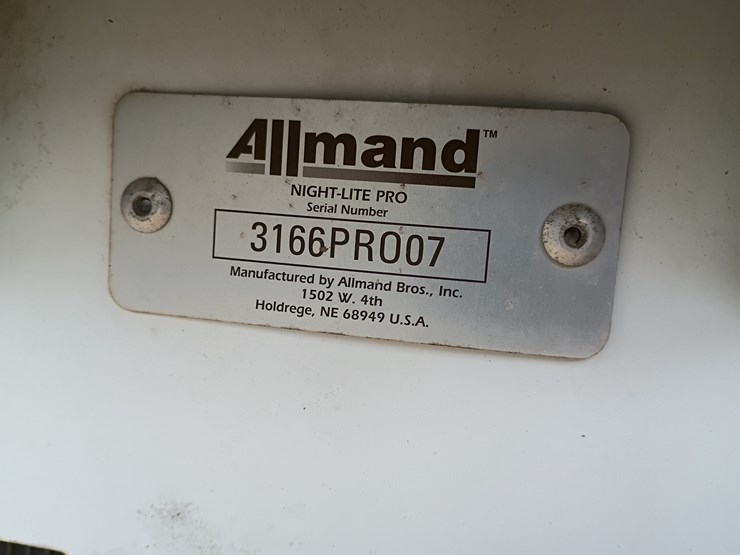 Allmand™
NIGHT-LITE PRO
Serial Number
3166PRO07
Manufactured by Allmand Bros., Inc.
1502 W. 4th
Holdrege, NE 68949 U.S.A.